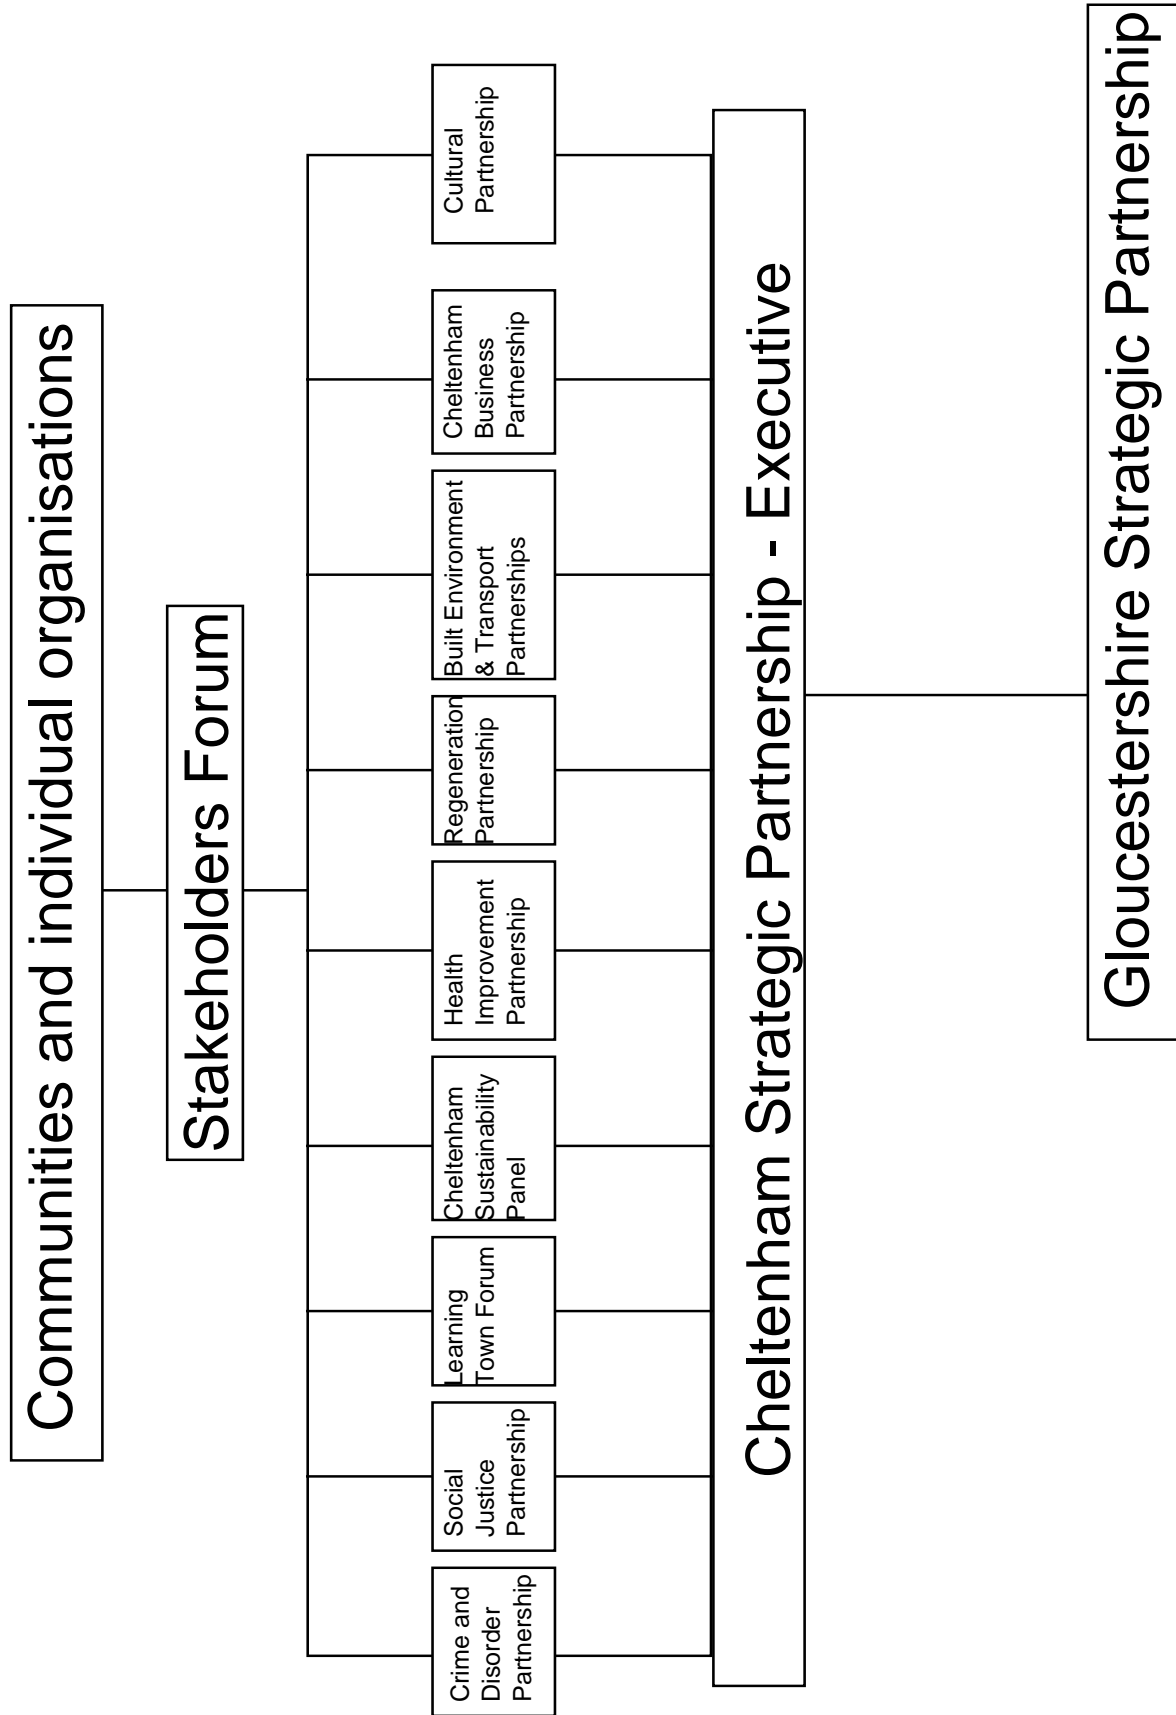 Communities and individual organisations
Stakeholders Forum
Crime and
Disorder
Partnership
Social
Justice
Partnership
Learning
Town Forum
Cheltenham
Sustainability
Panel
Health
Improvement
Partnership
Regeneration
Partnership
Built Environment
& Transport
Partnerships
Cheltenham
Business
Partnership
Cultural
Partnership
Cheltenham Strategic Partnership - Executive
Gloucestershire Strategic Partnership